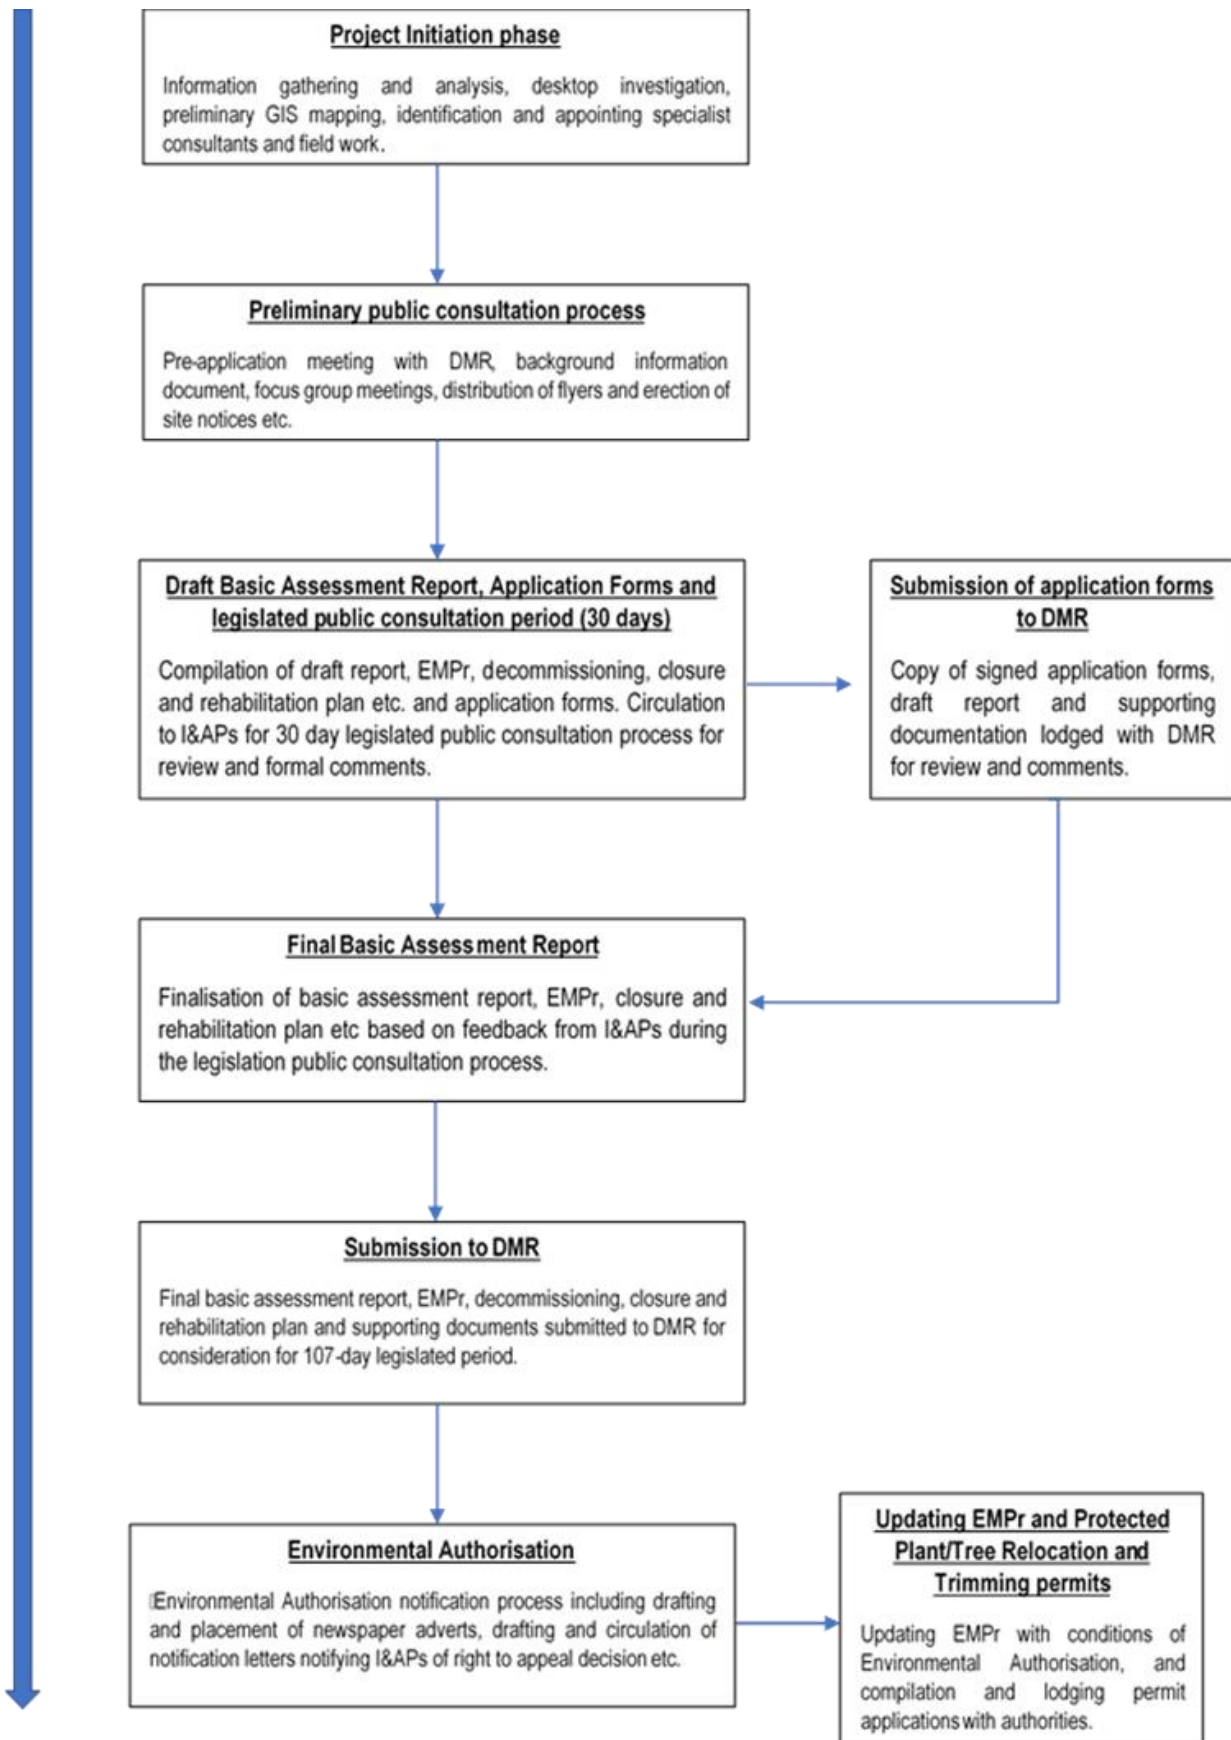 Project Initiation phase
Information gathering and analysis, desktop investigation,
preliminary GIS mapping, identification and appointing specialist
consultants and field work.
Preliminary public consultation process
Pre-application meeting with DMR, background information
document, focus group meetings, distribution of flyers and erection of
site notices etc.
Draft Basic Assessment Report, Application Forms and
legislated public consultation period (30 days)
Compilation of draft report, EMPr, decommissioning, closure
and rehabilitation plan etc. and application forms. Circulation
to I&APs for 30 day legislated public consultation process for
review and formal comments.
Submission of application forms
to DMR
Copy of signed application forms,
draft report and supporting
documentation lodged with DMR
for review and comments.
Final Basic Assessment Report
Finalisation of basic assessment report, EMPr, closure and
rehabilitation plan etc based on feedback from I&APs during
the legislation public consultation process.
Submission to DMR
Final basic assessment report, EMPr, decommissioning, closure and
rehabilitation plan and supporting documents submitted to DMR for
consideration for 107-day legislated period.
Environmental Authorisation
Environmental Authorisation notification process including drafting
and placement of newspaper adverts, drafting and circulation of
notification letters notifying I&APs of right to appeal decision etc.
Updating EMPr and Protected
Plant/Tree Relocation and
Trimming permits
Updating EMPr with conditions of
Environmental Authorisation, and
compilation and lodging permit
applications with authorities.